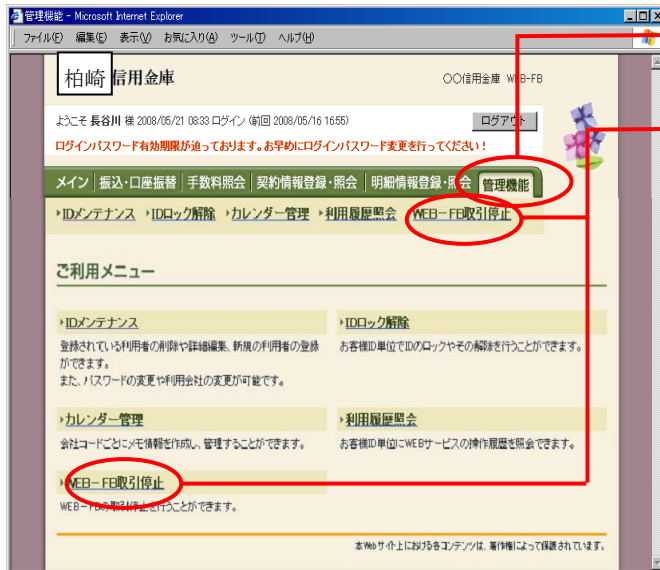 管理機能 - Microsoft Internet Explorer
ファイル(F) 編集(E) 表示(V) お気に入り(A) ツール(T) ヘルプ(H)
柏崎信用金庫
○○信用金庫 WEB-FB
ようこそ 長谷川 様 2008/05/21 08:33 ログイン (前回 2008/05/16 16:55)
ログアウト
ログインパスワード有効期限が迫っております。お早めにログインパスワード変更を行ってください!
メイン 振込・口座振替 手数料照会 契約情報登録・照会 明細情報登録・照会 管理機能
IDメンテナンス IDロック解除 カレンダー管理 利用履歴照会 WEB-FB取引停止
ご利用メニュー
IDメンテナンス
登録されている利用者の削除や詳細編集、新規の利用者の登録
ができます。
また、パスワードの変更や利用会社の変更が可能です。
IDロック解除
お客様ID単位でIDのロックやその解除を行うことができます。
カレンダー管理
会社コードごとにメモ情報を作成し、管理することができます。
利用履歴照会
お客様ID単位にWEBサービスの操作履歴を照会できます。
WEB-FB取引停止
WEB-FBの取引停止を行うことができます。
本Webサイト上における各コンテンツは、著作権によって保護されています。